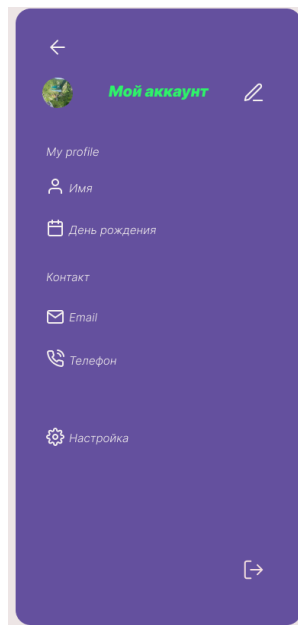 Мой аккаунт
My profile
Имя
День рождения
Контакт
Email
Телефон
Настройка